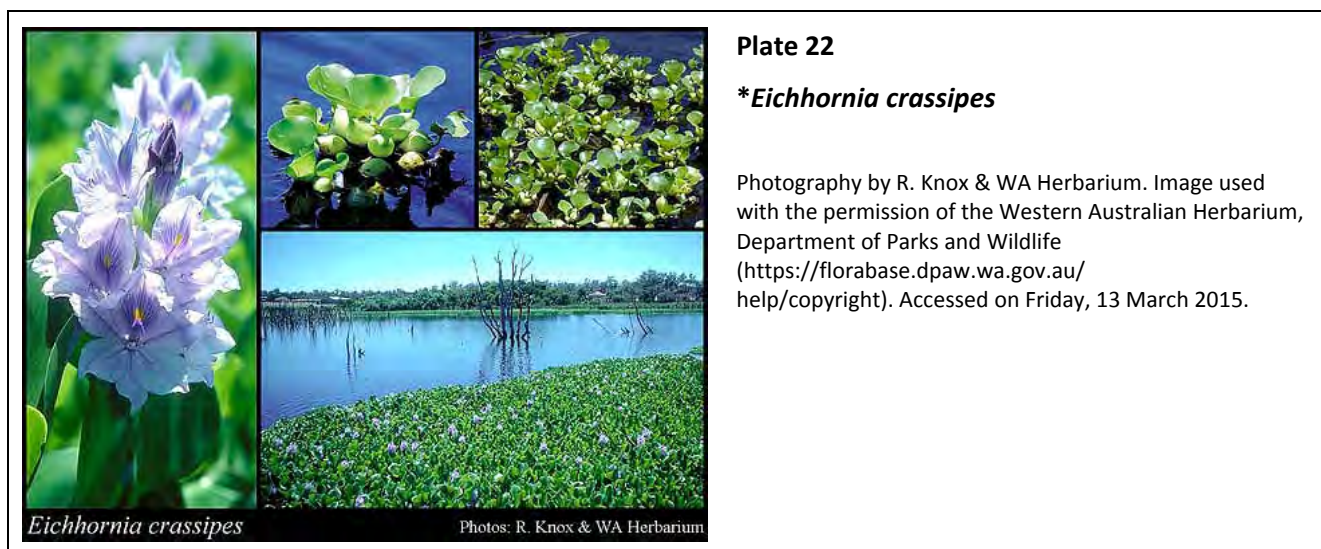 Plate 22
*Eichhornia crassipes
Photography by R. Knox & WA Herbarium. Image used
with the permission of the Western Australian Herbarium,
Department of Parks and Wildlife
(https://florabase.dpaw.wa.gov.au/
help/copyright). Accessed on Friday, 13 March 2015.
Eichhornia crassipes
Photos: R. Knox & WA Herbarium